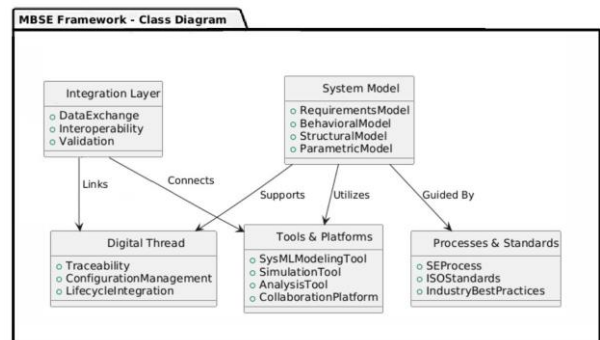 MBSE Framework - Class Diagram
Integration Layer
DataExchange
Interoperability
Validation
System Model
RequirementsModel
BehavioralModel
StructuralModel
ParametricModel
Links
Connects
Supports
Utilizes
Guided By
Digital Thread
Traceability
ConfigurationManagement
LifecycleIntegration
Tools & Platforms
SysMLModelingTool
SimulationTool
AnalysisTool
CollaborationPlatform
Processes & Standards
SEProcess
ISOStandards
IndustryBestPractices